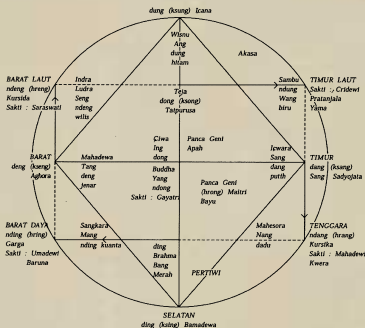 dung (ksung) Icana
Wisnu
Ang
dung
hitam
Akasa
BARAT LAUT
ndeng (hreng)
Kursida
Sakti : Saraswati
Indra
Ludra
Seng
ndeng
wilis
Teja
dong (ksong)
Taipurusa
Sambu
ndung
Wang
biru
TIMUR LAUT
Sakti : Cridewi
Pratanjala
Yama
BARAT
deng (kseng)
Aghora
Mahadewa
Tang
deng
jenar
Çiwa
Ing
dong
Buddha
Yang
ndong
Sakti : Gayatri
Panca Geni
Apah
Panca Geni
(hrong) Maitri
Bayu
Icwara
Sang
dang
putih
TIMUR
dang (ksang)
Sang Sadyojata
BARAT DAYA
nding (hring)
Garga
Sakti : Umadewi
Baruna
Sangkara
Mang
nding kuanta
ding
Brahma
Bang
Merah
PERTIWI
Mahesora
Nang
dadu
TENGGARA
ndang (hrang)
Kursika
Sakti : Mahadewi
Kwera
SELATAN
ding (ksing) Bamadewa